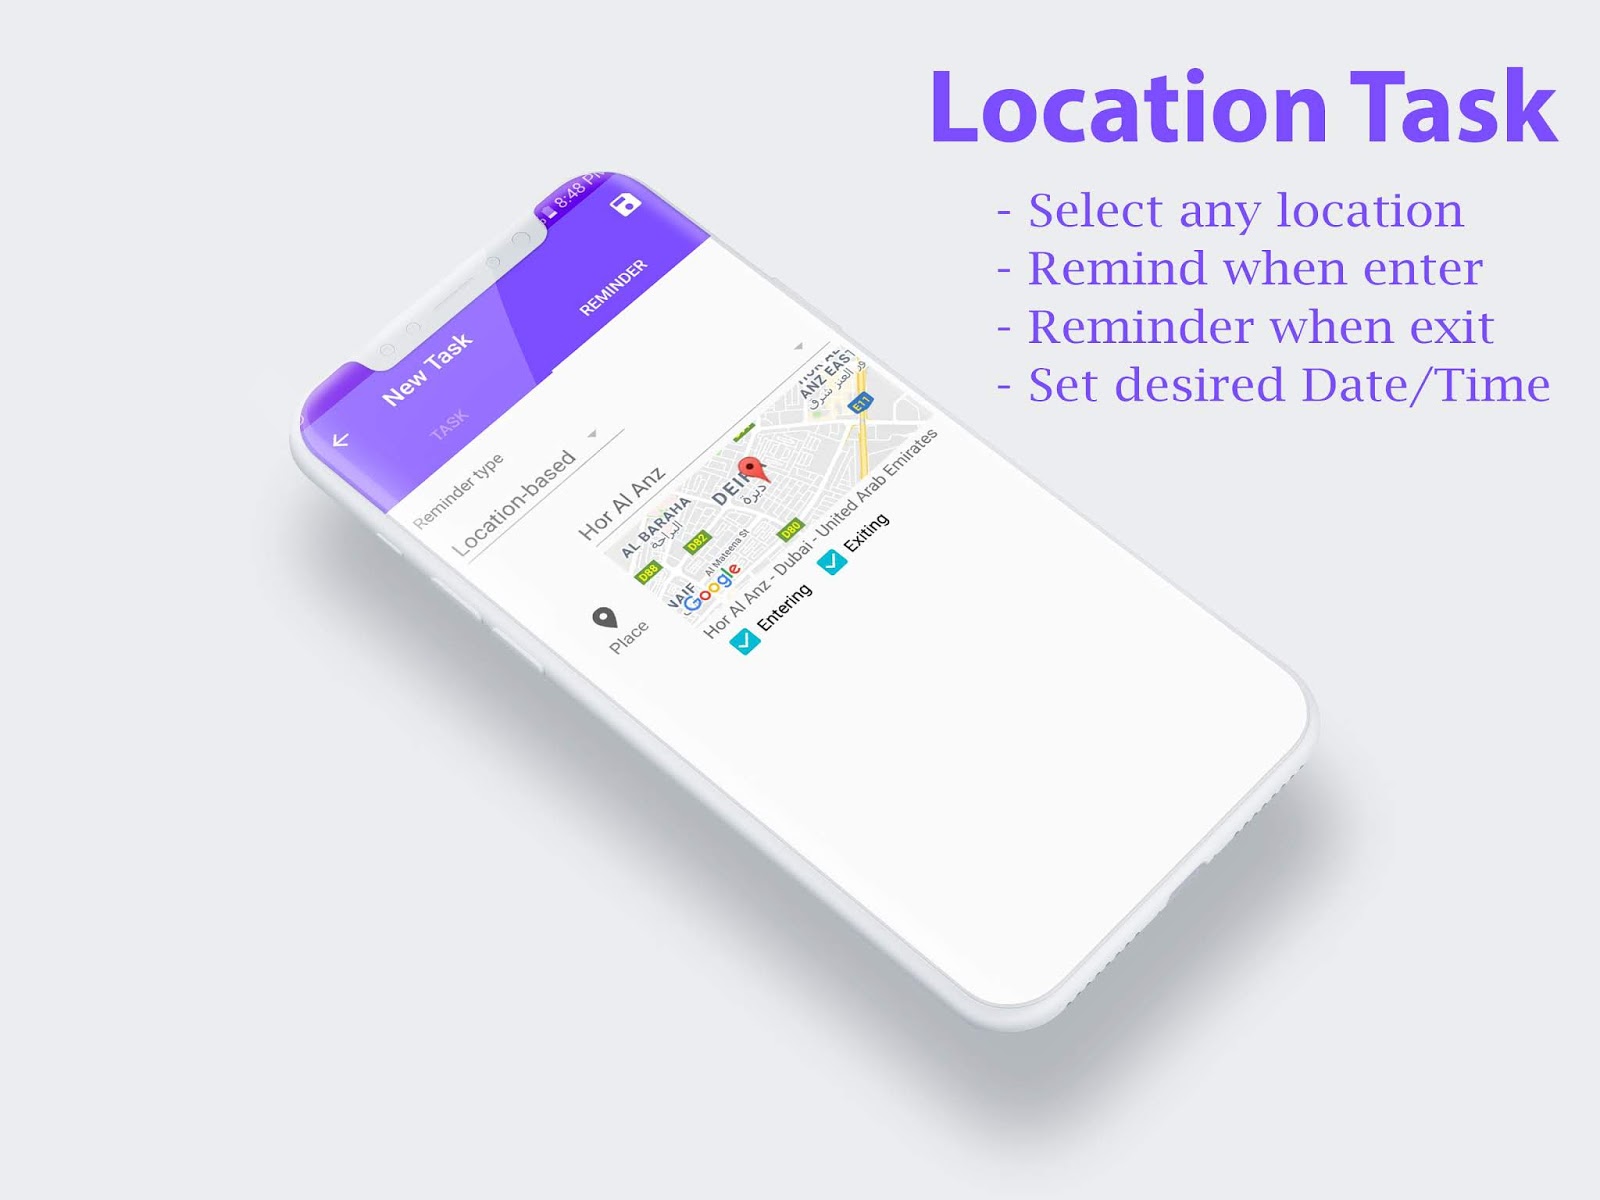 Location Task
- Select any location
- Remind when enter
- Reminder when exit
- Set desired Date/Time
8:48
New Task
TASK
REMINDER
Reminder type
Location-based
Hor Al Anz
ANZ EAST
E11
DEIRA
ديرة
AL BARAHA
البراحة
D82
D80
D88
Al Mateena St
NAIF
Google
Hor Al Anz - Dubai - United Arab Emirates
Place
Entering
Exiting